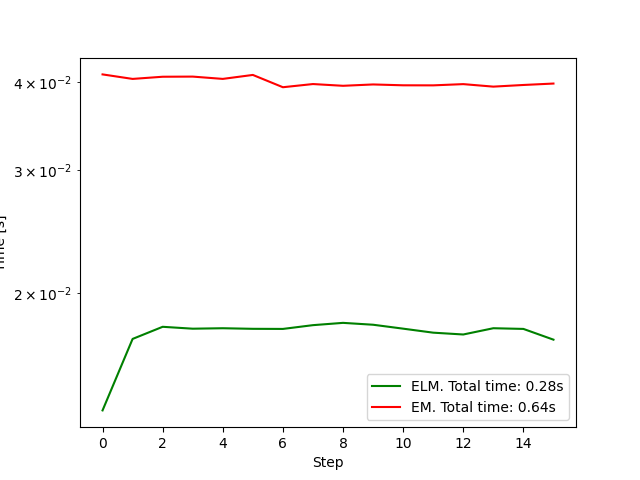 4 × 10⁻²
3 × 10⁻²
2 × 10⁻²
ELM. Total time: 0.28s
EM. Total time: 0.64s
0 2 4 6 8 10 12 14
Step